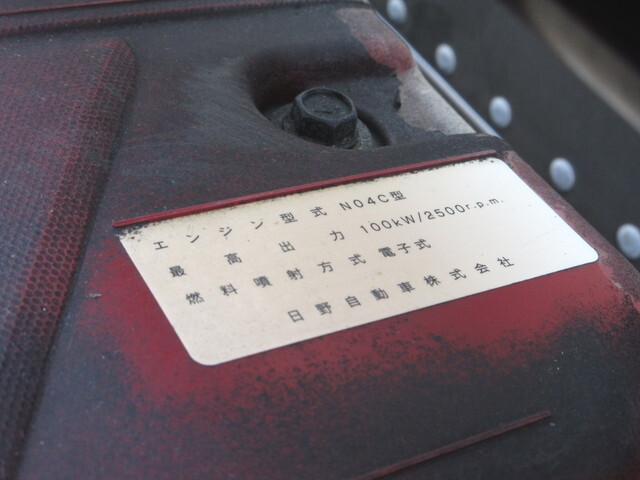 エンジン型式 N04C型
最高出力 100kW/2500r.p.m.
燃料噴射方式 電子式
日野自動車株式会社